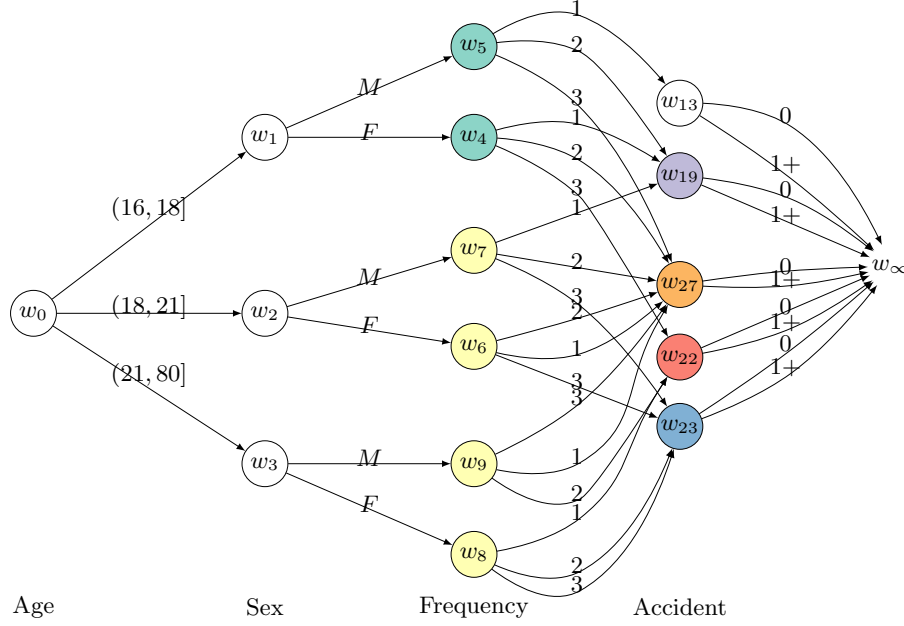 w₅
1
2
3
w₁₃
0
w₁
M
F
w₄
1
2
3
w₁₉
1+
0
1+
(16, 18]
w₇
1
2
3
w₀
(18, 21]
w₂
M
F
w₆
2
1
3
w₂₇
0
1+
w∞
(21, 80]
w₂₂
0
1+
w₃
M
F
w₉
3
1
2
w₂₃
0
1+
w₈
1
2
3
Age
Sex
Frequency
Accident